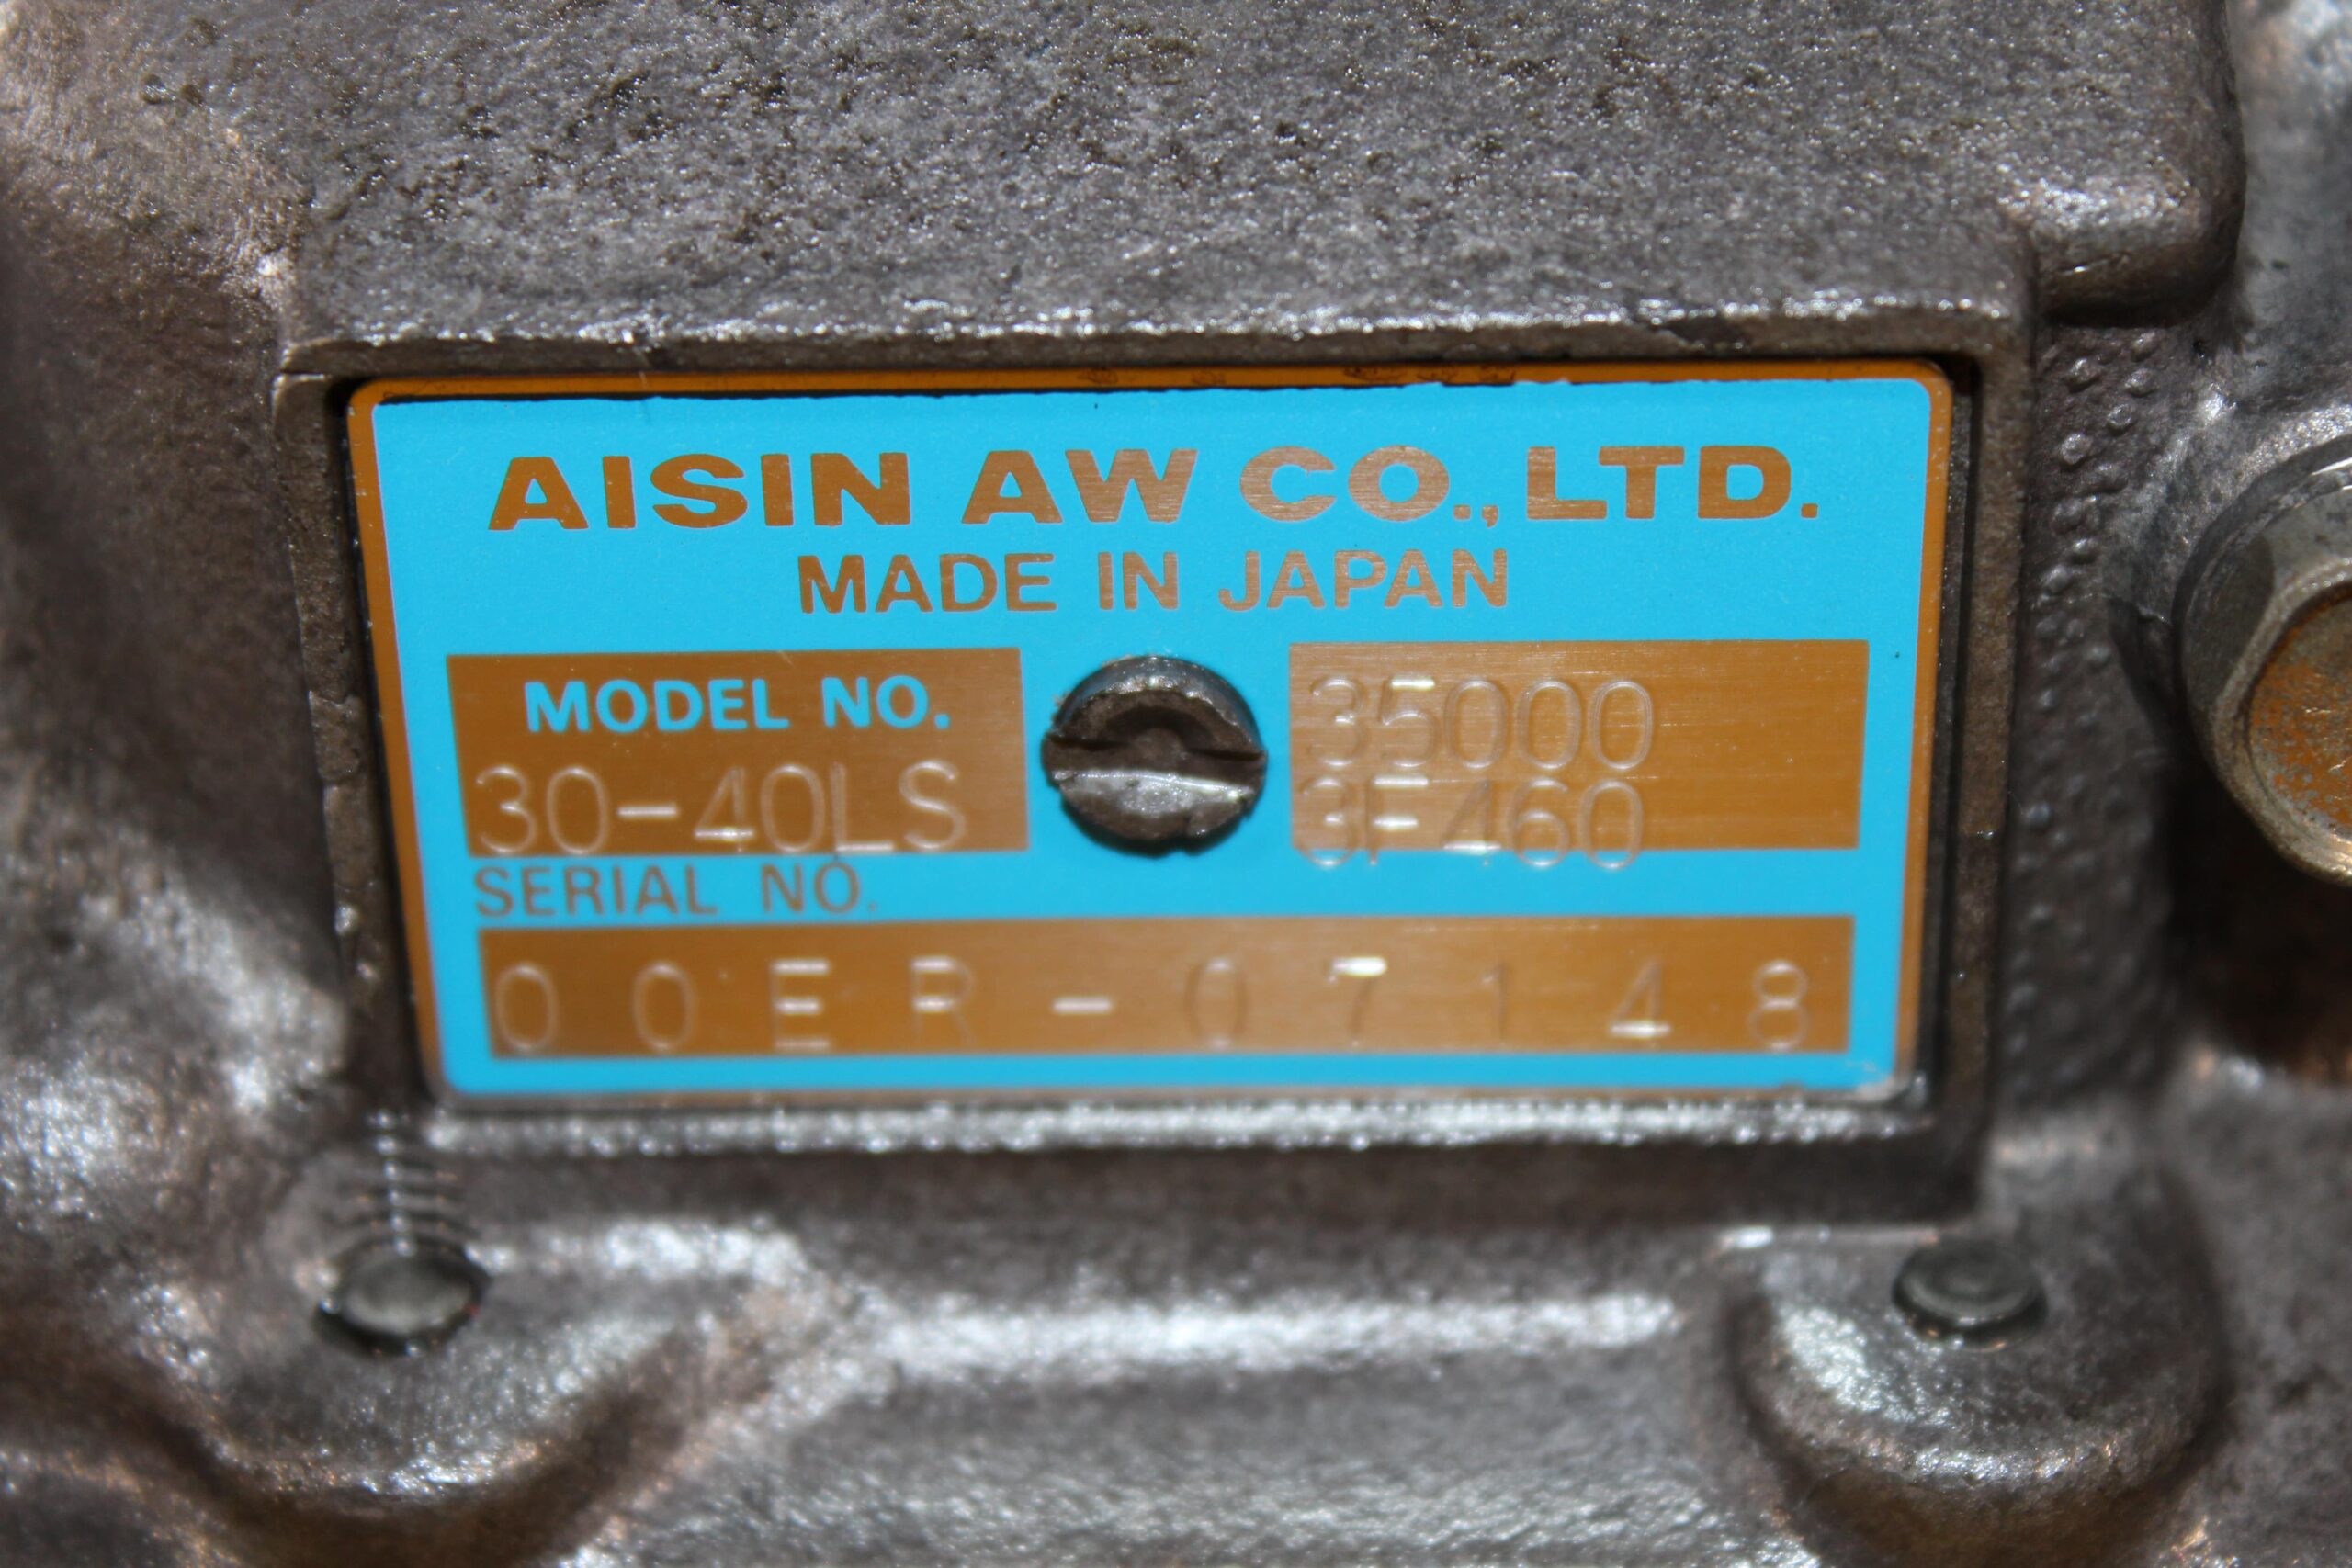 AISIN AW CO., LTD.
MADE IN JAPAN
MODEL NO.
30-40LS
35000
3F460
SERIAL NO.
00ER-07148